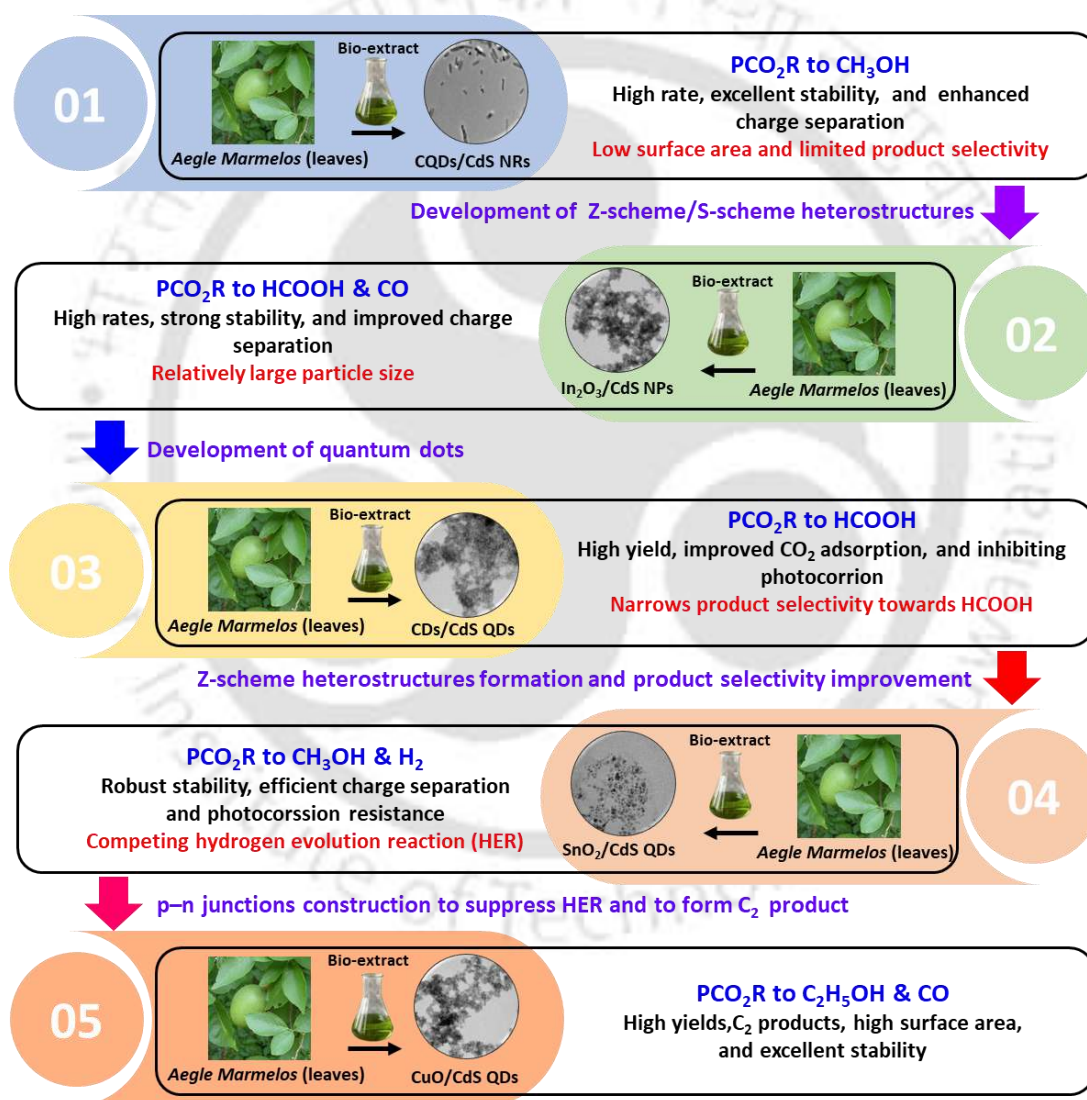 01
Bio-extract
Aegle Marmelos (leaves)
CQDs/CdS NRs
PCO₂R to CH₃OH
High rate, excellent stability, and enhanced
charge separation
Low surface area and limited product selectivity
Development of Z-scheme/S-scheme heterostructures
PCO₂R to HCOOH & CO
High rates, strong stability, and improved charge
separation
Relatively large particle size
Bio-extract
In₂O₃/CdS NPs
Aegle Marmelos (leaves)
02
Development of quantum dots
03
Bio-extract
Aegle Marmelos (leaves)
CDs/CdS QDs
PCO₂R to HCOOH
High yield, improved CO₂ adsorption, and inhibiting
photocorrion
Narrows product selectivity towards HCOOH
Z-scheme heterostructures formation and product selectivity improvement
PCO₂R to CH₃OH & H₂
Robust stability, efficient charge separation
and photocorssion resistance
Competing hydrogen evolution reaction (HER)
Bio-extract
SnO₂/CdS QDs
Aegle Marmelos (leaves)
04
p–n junctions construction to suppress HER and to form C₂ product
05
Bio-extract
Aegle Marmelos (leaves)
CuO/CdS QDs
PCO₂R to C₂H₅OH & CO
High yields,C₂ products, high surface area,
and excellent stability
Institute of Techn